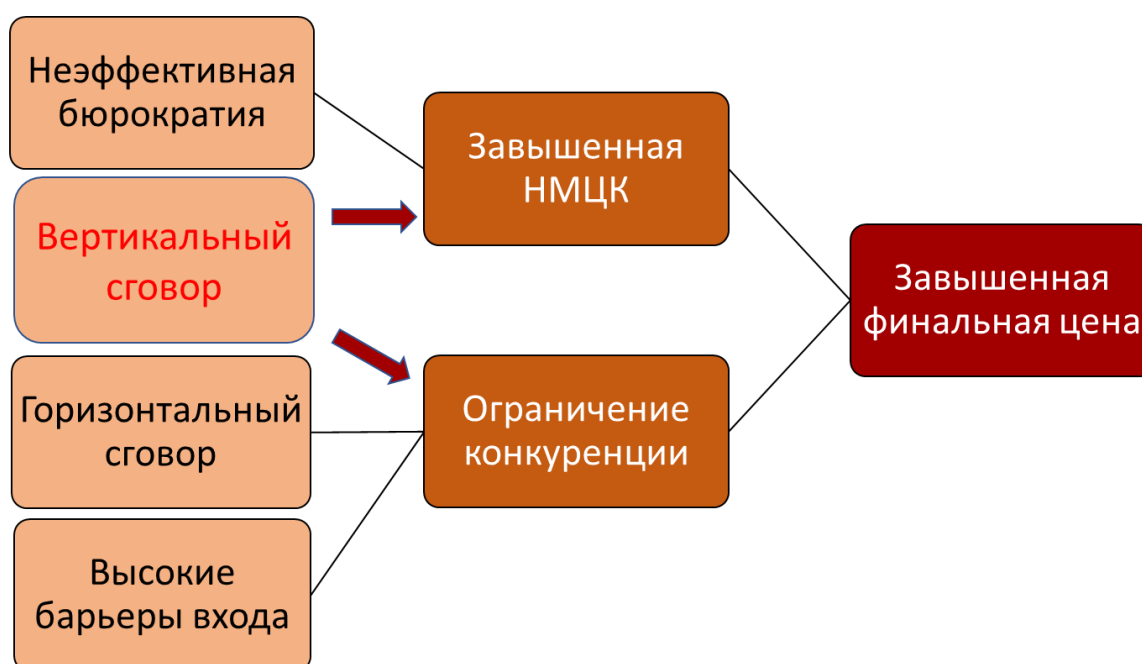 Неэффективная
бюрократия
Вертикальный
сговор
Горизонтальный
сговор
Высокие
барьеры входа
Завышенная
НМЦК
Ограничение
конкуренции
Завышенная
финальная цена